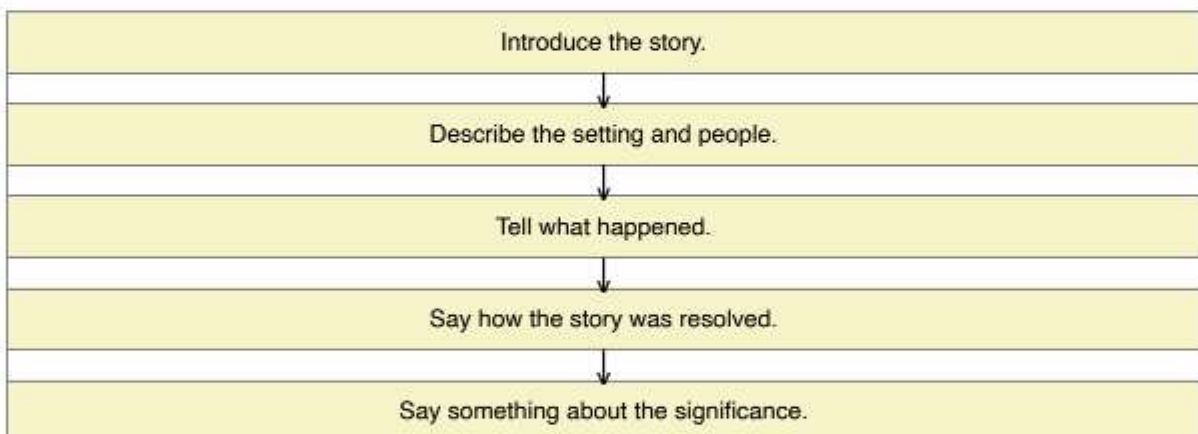 Introduce the story.
Describe the setting and people.
Tell what happened.
Say how the story was resolved.
Say something about the significance.